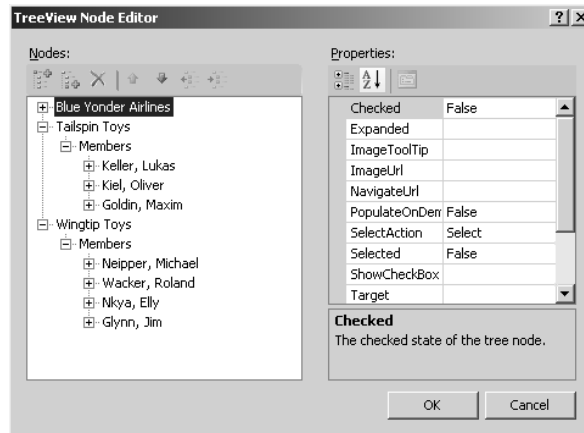 TreeView Node Editor
Nodes:
Blue Yonder Airlines
Tailspin Toys
Members
Keller, Lukas
Kiel, Oliver
Goldin, Maxim
Wingtip Toys
Members
Neipper, Michael
Wacker, Roland
Nkya, Elly
Glynn, Jim
Properties:
Checked False
Expanded
ImageToolTip
ImageUrl
NavigateUrl
PopulateOnDem False
SelectAction Select
Selected False
ShowCheckBox
Target
Checked
The checked state of the tree node.
OK Cancel